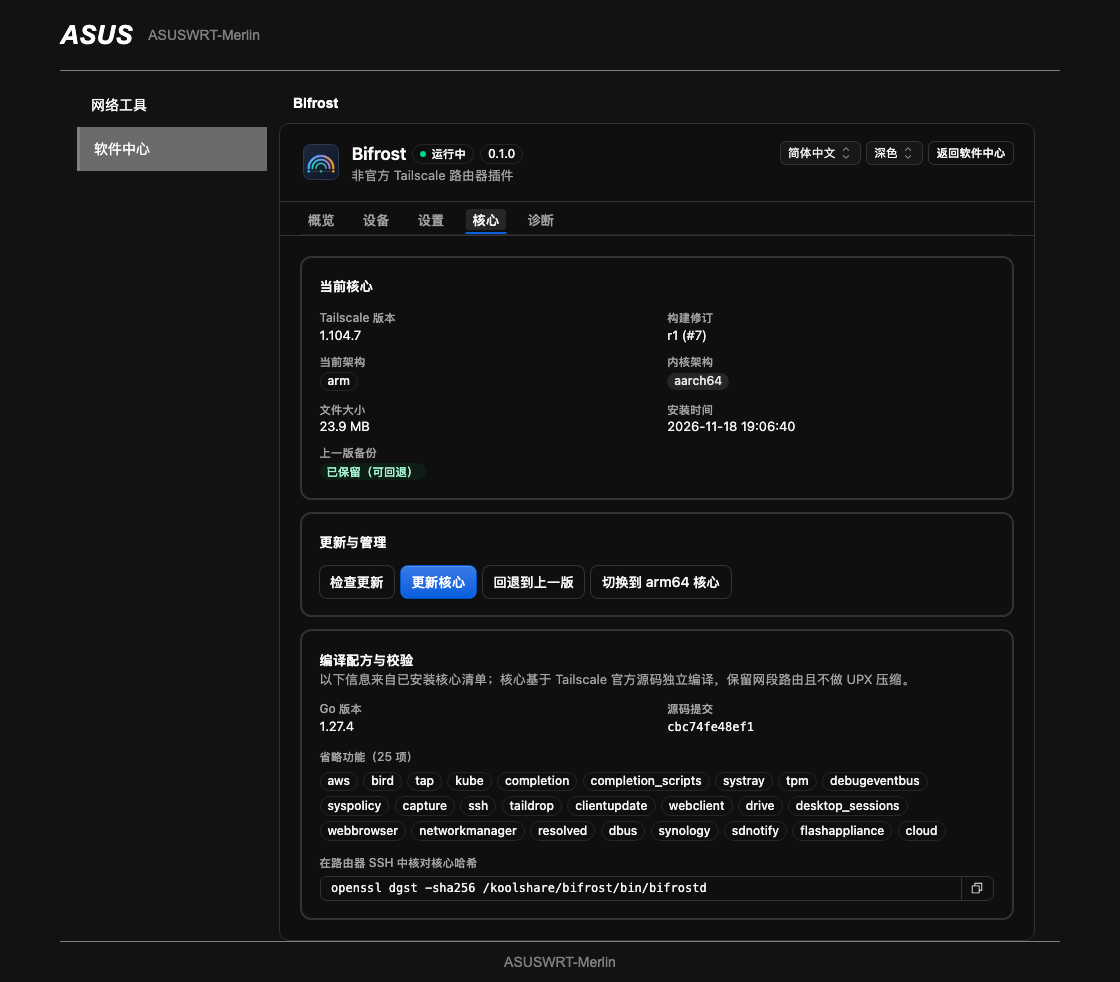 ASUS ASUSWRT-Merlin
网络工具
软件中心
Bifrost
Bifrost 运行中 0.1.0
非官方 Tailscale 路由器插件
简体中文 深色 返回软件中心
概览 设备 设置 核心 诊断
当前核心
Tailscale 版本
1.104.7
构建修订
r1 (#7)
当前架构
arm
内核架构
aarch64
文件大小
23.9 MB
安装时间
2026-11-18 19:06:40
上一版备份
已保留（可回退）
更新与管理
检查更新 更新核心 回退到上一版 切换到 arm64 核心
编译配方与校验
以下信息来自已安装核心清单；核心基于 Tailscale 官方源码独立编译，保留网段路由且不做 UPX 压缩。
Go 版本
1.27.4
源码提交
cbc74fe48ef1
省略功能（25 项）
aws bird tap kube completion completion_scripts systray tpm debugeventbus
syspolicy capture ssh taildrop clientupdate webclient drive desktop_sessions
webbrowser networkmanager resolved dbus synology sdnotify flashappliance cloud
在路由器 SSH 中核对核心哈希
openssl dgst -sha256 /koolshare/bifrost/bin/bifrostd
ASUSWRT-Merlin